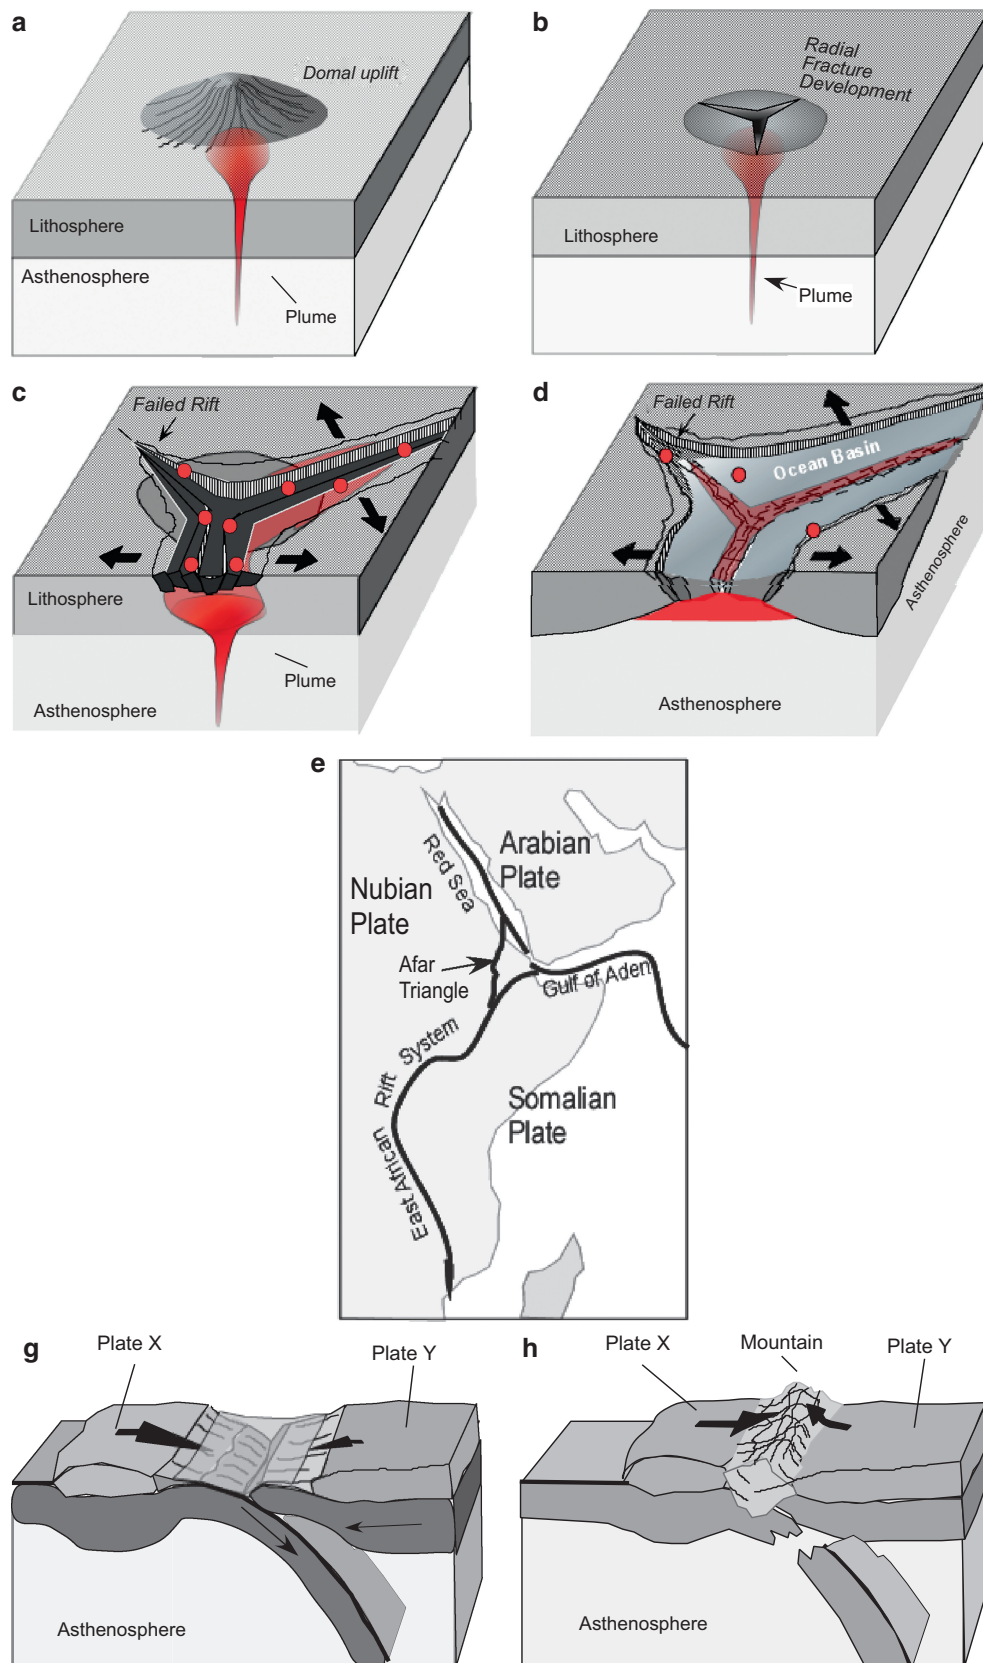 a
Domal uplift
Lithosphere
Asthenosphere
Plume
b
Radial
Fracture
Development
Lithosphere
Plume
c
Failed Rift
Lithosphere
Plume
Asthenosphere
d
Failed Rift
Ocean Basin
Asthenosphere
Asthenosphere
e
Arabian
Plate
Red Sea
Nubian
Plate
Afar
Triangle
Gulf of Aden
East African Rift System
Somalian
Plate
g
Plate X
Plate Y
Asthenosphere
h
Plate X
Mountain
Plate Y
Asthenosphere